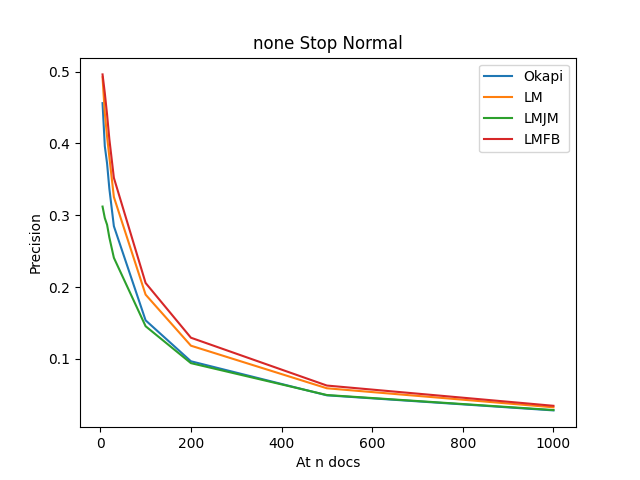 none Stop Normal
Okapi
LM
LMJM
LMFB
Precision
0.5
0.4
0.3
0.2
0.1
0 200 400 600 800 1000
At n docs